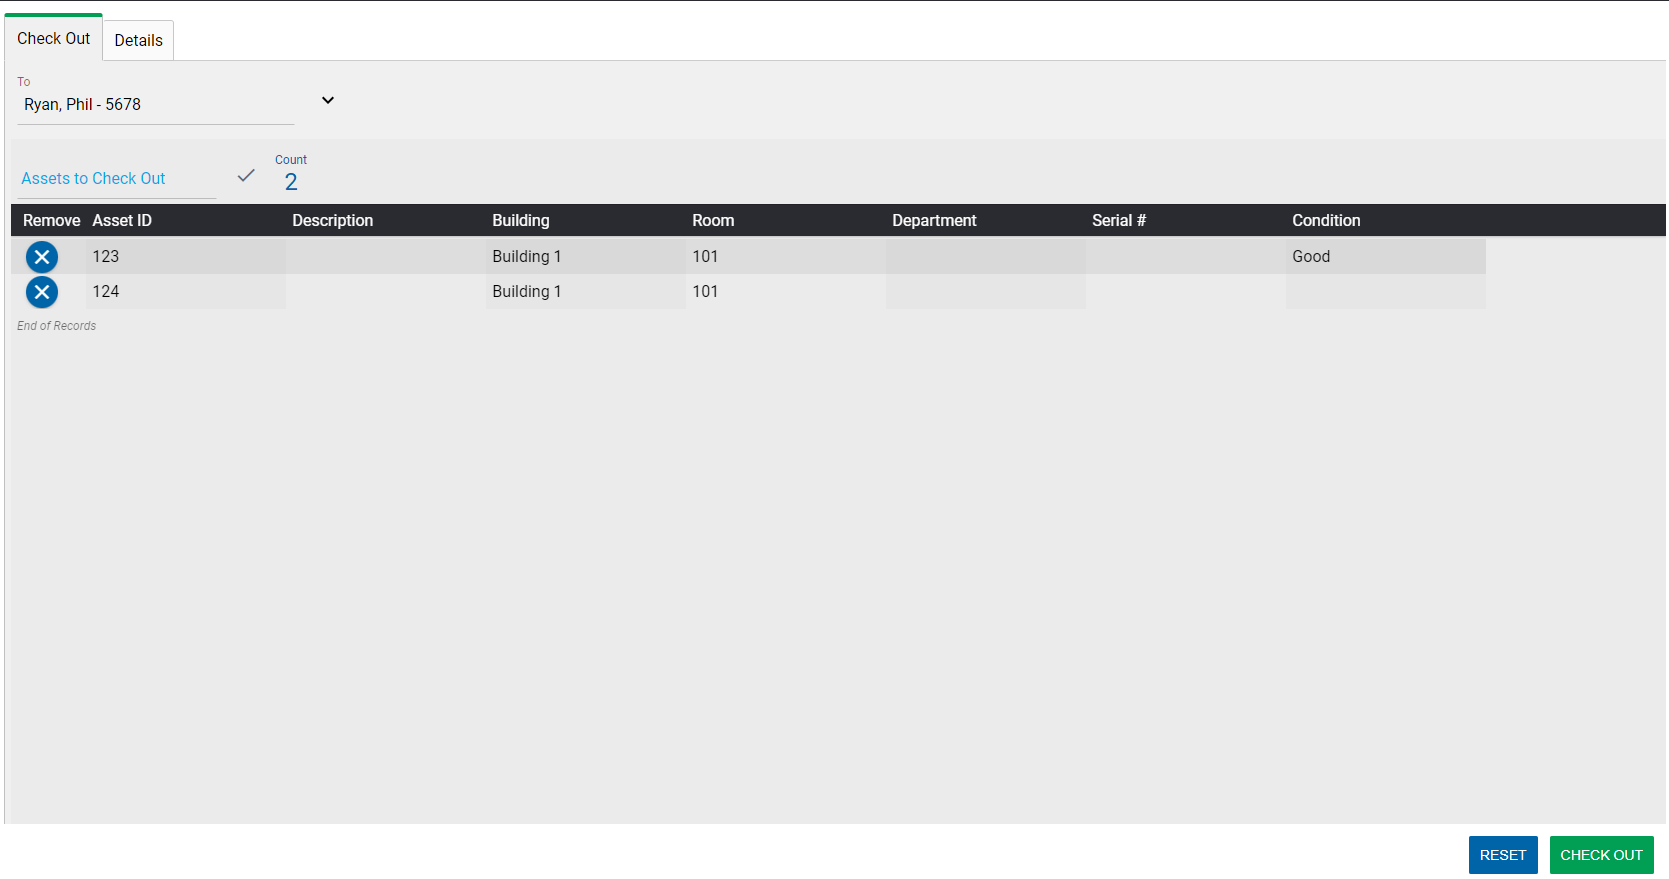 Check Out Details
To
Ryan, Phil - 5678
Count
Assets to Check Out 2
Remove Asset ID Description Building Room Department Serial # Condition
123 Building 1 101 Good
124 Building 1 101
End of Records
RESET CHECK OUT